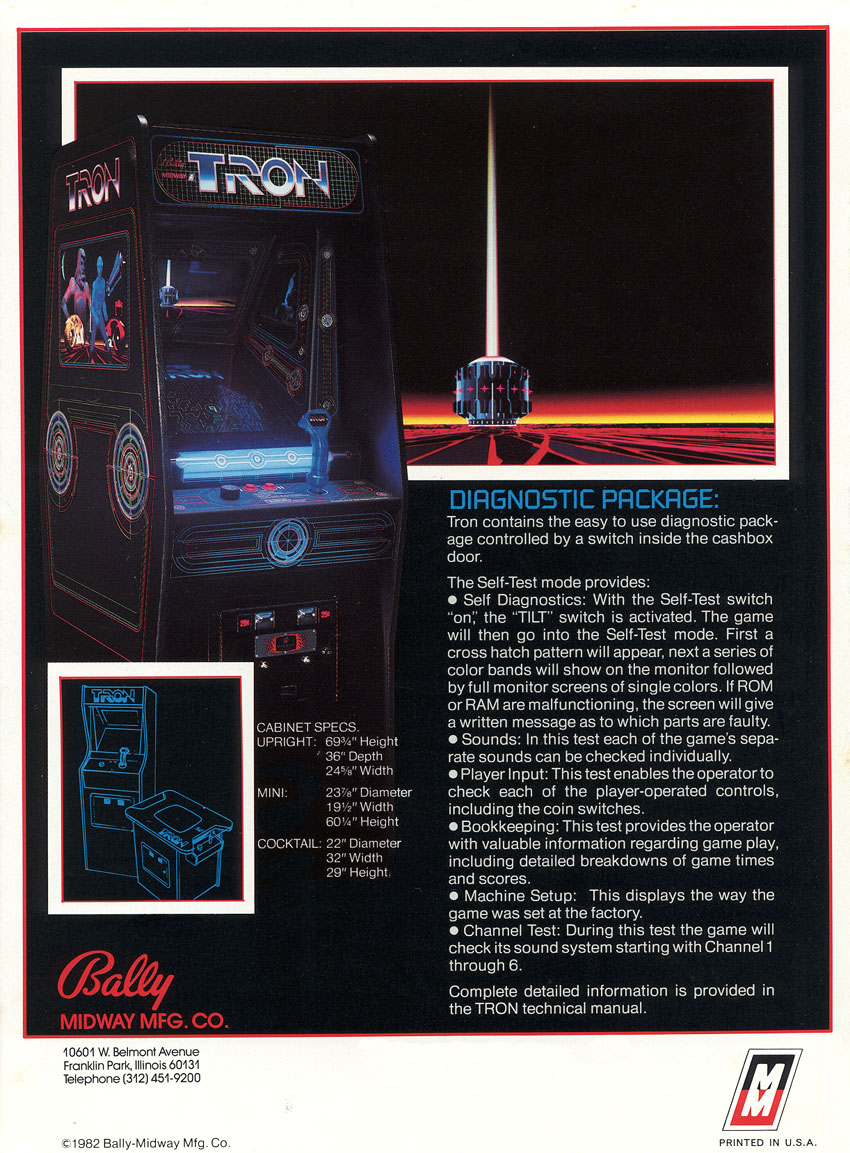 TRON
Bally
MIDWAY
TRON
TRON
DIAGNOSTIC PACKAGE:
Tron contains the easy to use diagnostic pack-
age controlled by a switch inside the cashbox
door.
The Self-Test mode provides:
● Self Diagnostics: With the Self-Test switch
“on,” the “TILT” switch is activated. The game
will then go into the Self-Test mode. First a
cross hatch pattern will appear, next a series of
color bands will show on the monitor followed
by full monitor screens of single colors. If ROM
or RAM are malfunctioning, the screen will give
a written message as to which parts are faulty.
● Sounds: In this test each of the game's sepa-
rate sounds can be checked individually.
● Player Input: This test enables the operator to
check each of the player-operated controls,
including the coin switches.
● Bookkeeping: This test provides the operator
with valuable information regarding game play,
including detailed breakdowns of game times
and scores.
● Machine Setup: This displays the way the
game was set at the factory.
● Channel Test: During this test the game will
check its sound system starting with Channel 1
through 6.
Complete detailed information is provided in
the TRON technical manual.
TRON
TRON
CABINET SPECS.
UPRIGHT: 69¾" Height
36" Depth
24⅝" Width
MINI: 23⅞" Diameter
19½" Width
60¼" Height
COCKTAIL: 22" Diameter
32" Width
29" Height
Bally
MIDWAY MFG. CO.
10601 W. Belmont Avenue
Franklin Park, Illinois 60131
Telephone (312) 451-9200
©1982 Bally-Midway Mfg. Co.
MM
PRINTED IN U.S.A.